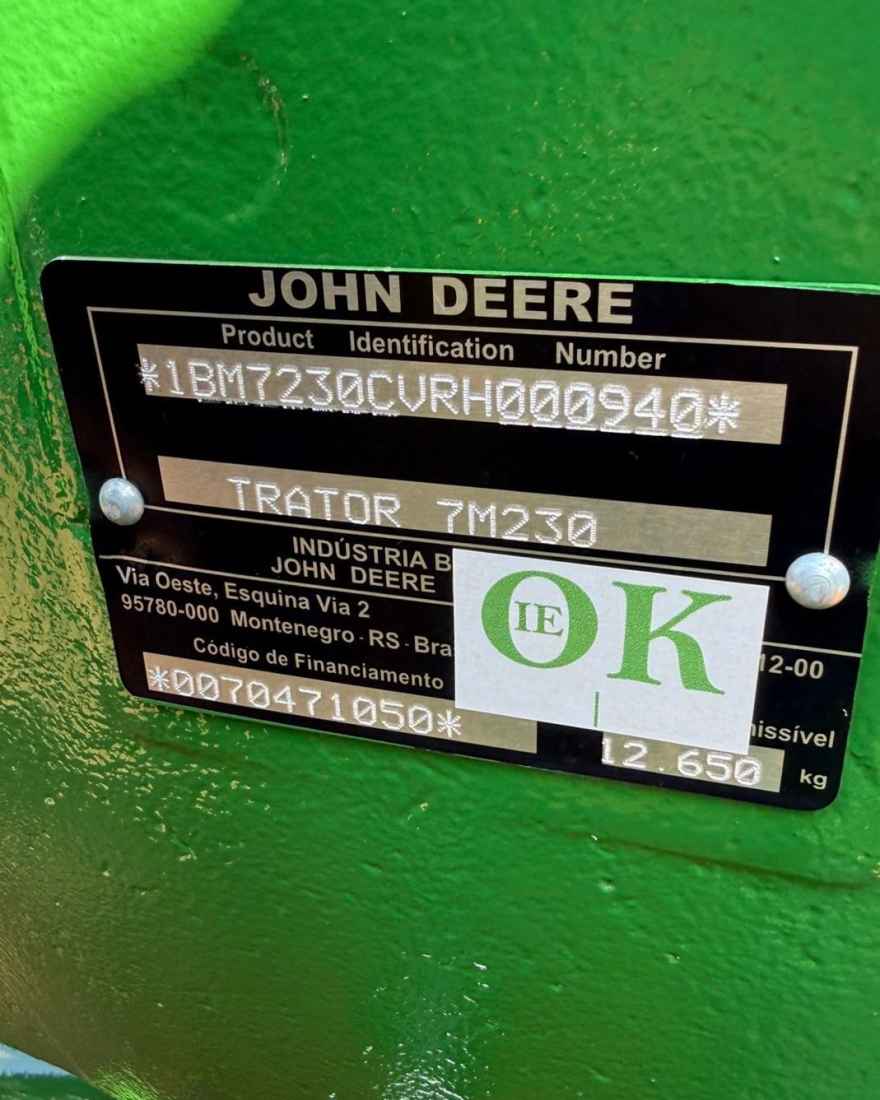 JOHN DEERE
Product Identification Number
*1BM7230CVRH000940*
TRATOR 7M230
INDÚSTRIA
JOHN DEERE
Via Oeste, Esquina Via 2
95780-000 Montenegro - RS -
12-00
Código de Financiamento
*0070471050*
12.650 kg
OK
IE